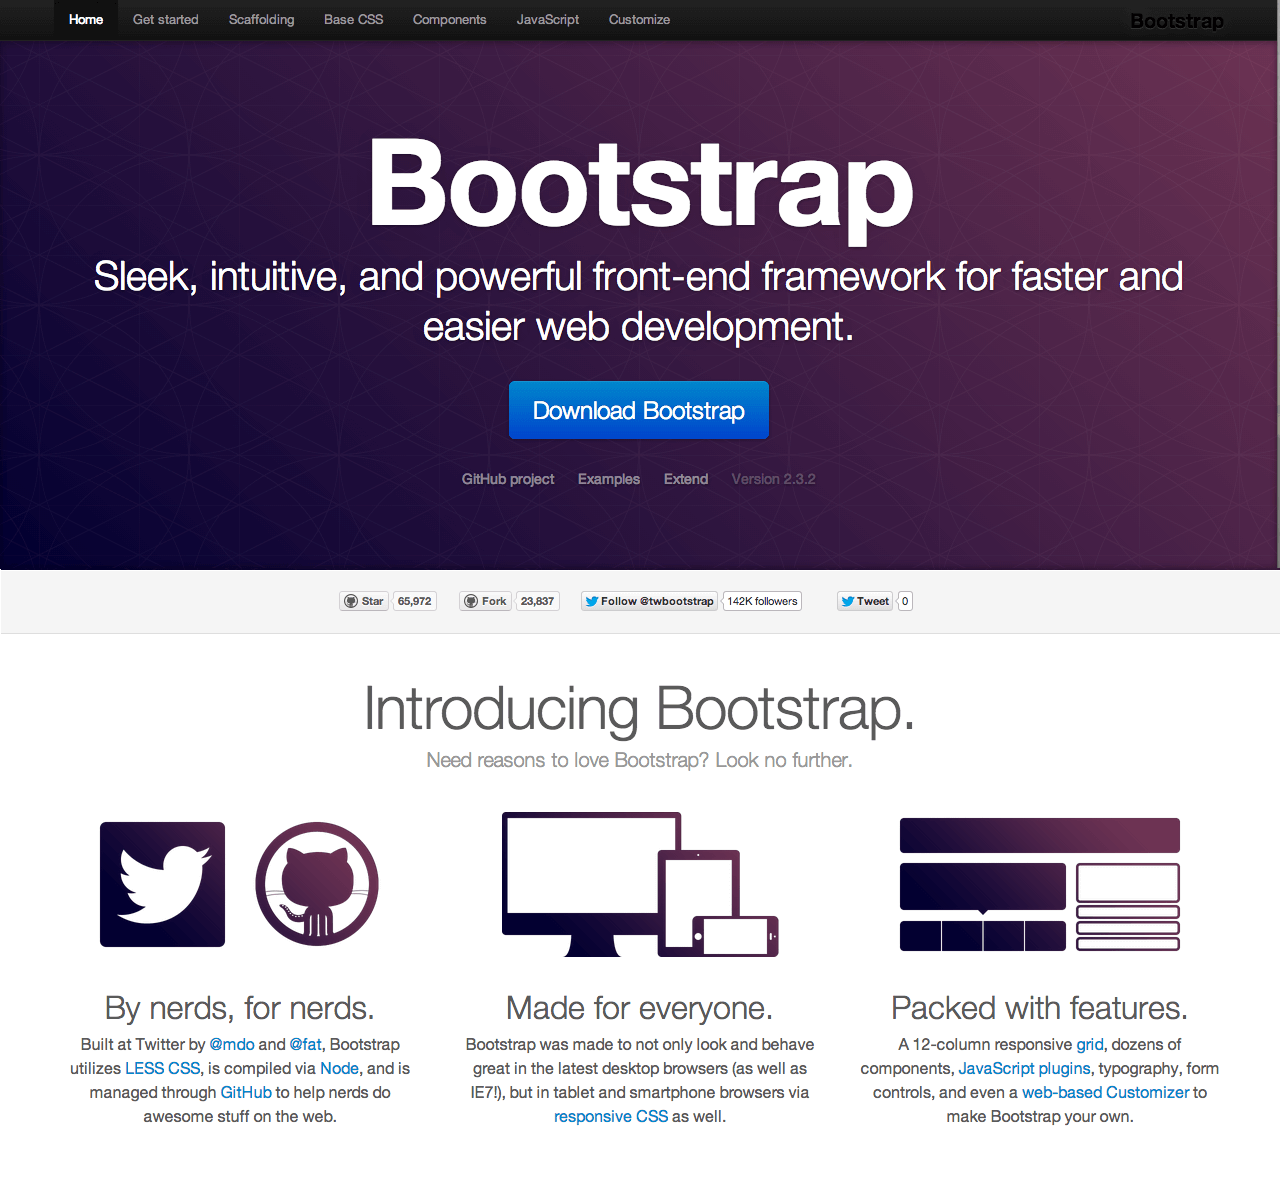 Home Get started Scaffolding Base CSS Components JavaScript Customize Bootstrap
Bootstrap
Sleek, intuitive, and powerful front-end framework for faster and
easier web development.
Download Bootstrap
GitHub project Examples Extend Version 2.3.2
Star 65,972 Fork 23,837 Follow @twbootstrap 142K followers Tweet 0
Introducing Bootstrap.
Need reasons to love Bootstrap? Look no further.
By nerds, for nerds.
Built at Twitter by @mdo and @fat, Bootstrap
utilizes LESS CSS, is compiled via Node, and is
managed through GitHub to help nerds do
awesome stuff on the web.
Made for everyone.
Bootstrap was made to not only look and behave
great in the latest desktop browsers (as well as
IE7!), but in tablet and smartphone browsers via
responsive CSS as well.
Packed with features.
A 12-column responsive grid, dozens of
components, JavaScript plugins, typography, form
controls, and even a web-based Customizer to
make Bootstrap your own.